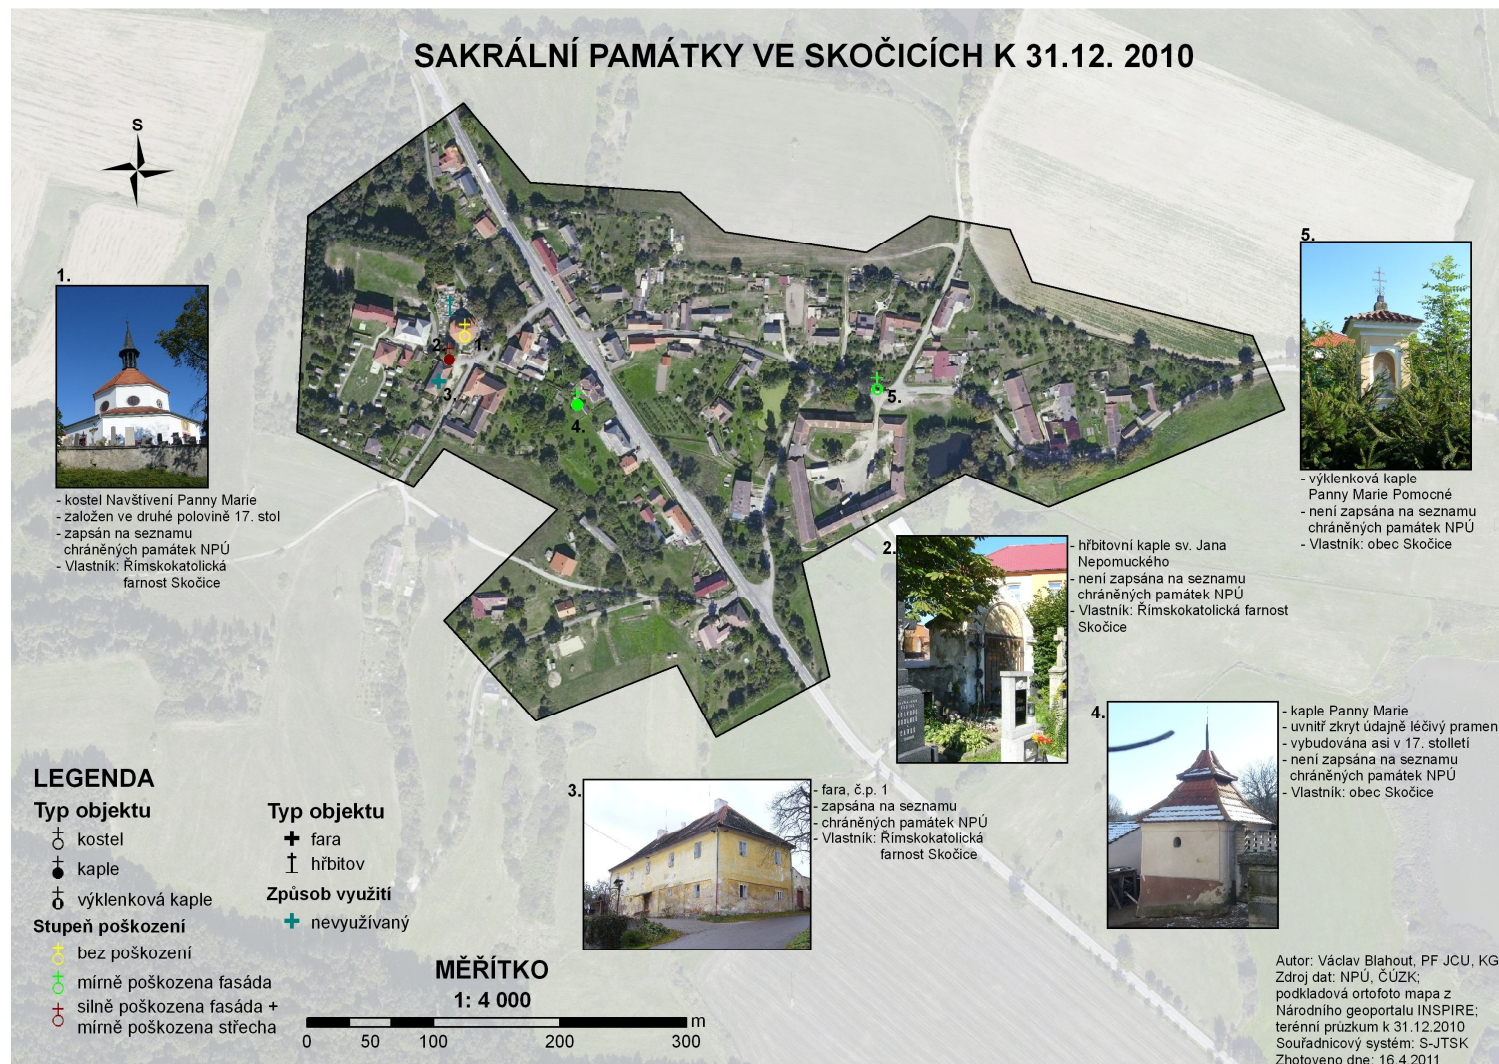 SAKRÁLNÍ PAMÁTKY VE SKOČICÍCH K 31.12. 2010
S
1.
- kostel Navštívení Panny Marie
- založen ve druhé polovině 17. stol
- zapsán na seznamu
chráněných památek NPÚ
- Vlastník: Římskokatolická
farnost Skočice
1.
2.
3.
4.
5.
5.
- výklenková kaple
Panny Marie Pomocné
- není zapsána na seznamu
chráněných památek NPÚ
- Vlastník: obec Skočice
2.
- hřbitovní kaple sv. Jana
Nepomuckého
- není zapsána na seznamu
chráněných památek NPÚ
- Vlastník: Římskokatolická farnost
Skočice
4.
- kaple Panny Marie
- uvnitř zkryt údajně léčivý pramen
- vybudována asi v 17. stolletí
- není zapsána na seznamu
chráněných památek NPÚ
- Vlastník: obec Skočice
3.
- fara, č.p. 1
- zapsána na seznamu
- chráněných památek NPÚ
- Vlastník: Římskokatolická
farnost Skočice
LEGENDA
Typ objektu
kostel
kaple
výklenková kaple
Stupeň poškození
bez poškození
mírně poškozena fasáda
silně poškozena fasáda +
mírně poškozena střecha
Typ objektu
fara
hřbitov
Způsob využití
nevyužívaný
MĚŘÍTKO
1: 4 000
0 50 100 200 300 m
Autor: Václav Blahout, PF JCU, KG
Zdroj dat: NPÚ, ČÚZK;
podkladová ortofoto mapa z
Národního geoportalu INSPIRE;
terénní průzkum k 31.12.2010
Souřadnicový systém: S-JTSK
Zhotoveno dne: 16.4.2011